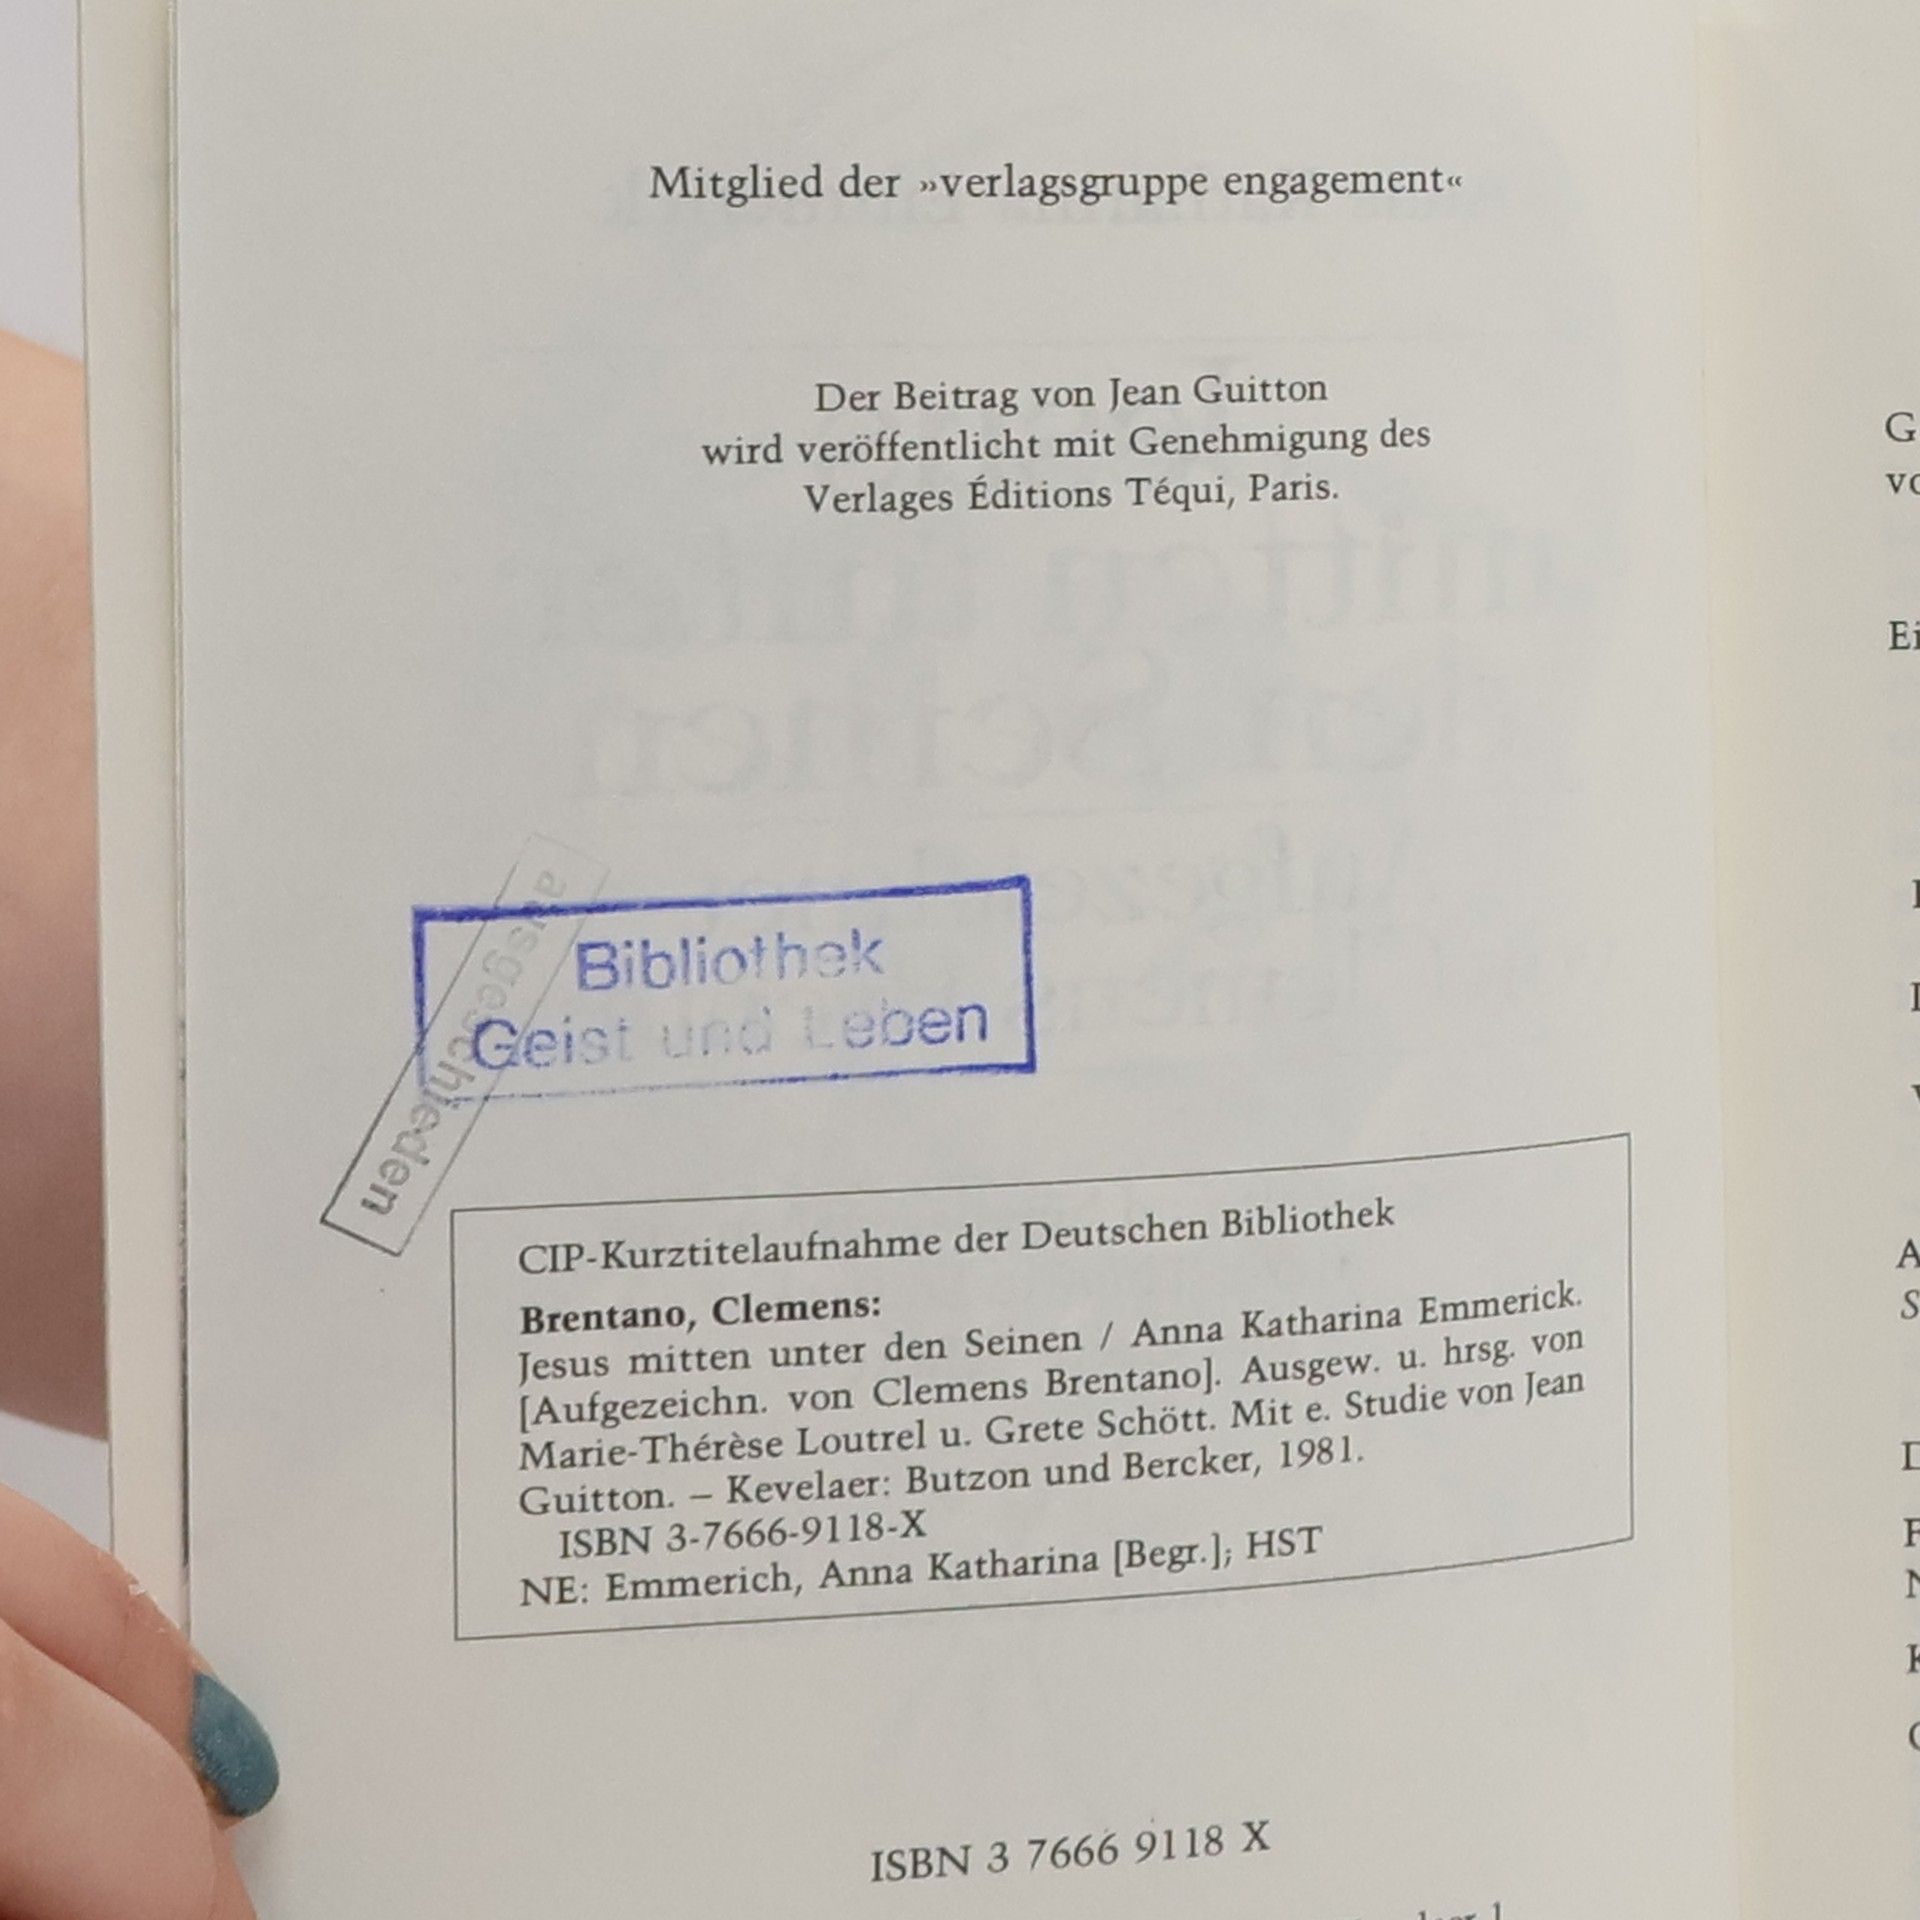 Mitglied der »verlagsgruppe engagement«
Der Beitrag von Jean Guitton
wird veröffentlicht mit Genehmigung des
Verlages Éditions Téqui, Paris.
Bibliothek
Geist und Leben
ausgeschieden
CIP-Kurztitelaufnahme der Deutschen Bibliothek
Brentano, Clemens:
Jesus mitten unter den Seinen / Anna Katharina Emmerick.
[Aufgezeichn. von Clemens Brentano]. Ausgew. u. hrsg. von
Marie-Thérèse Loutrel u. Grete Schött. Mit e. Studie von Jean
Guitton. – Kevelaer: Butzon und Bercker, 1981.
ISBN 3-7666-9118-X
NE: Emmerich, Anna Katharina [Begr.]; HST
ISBN 3 7666 9118 X